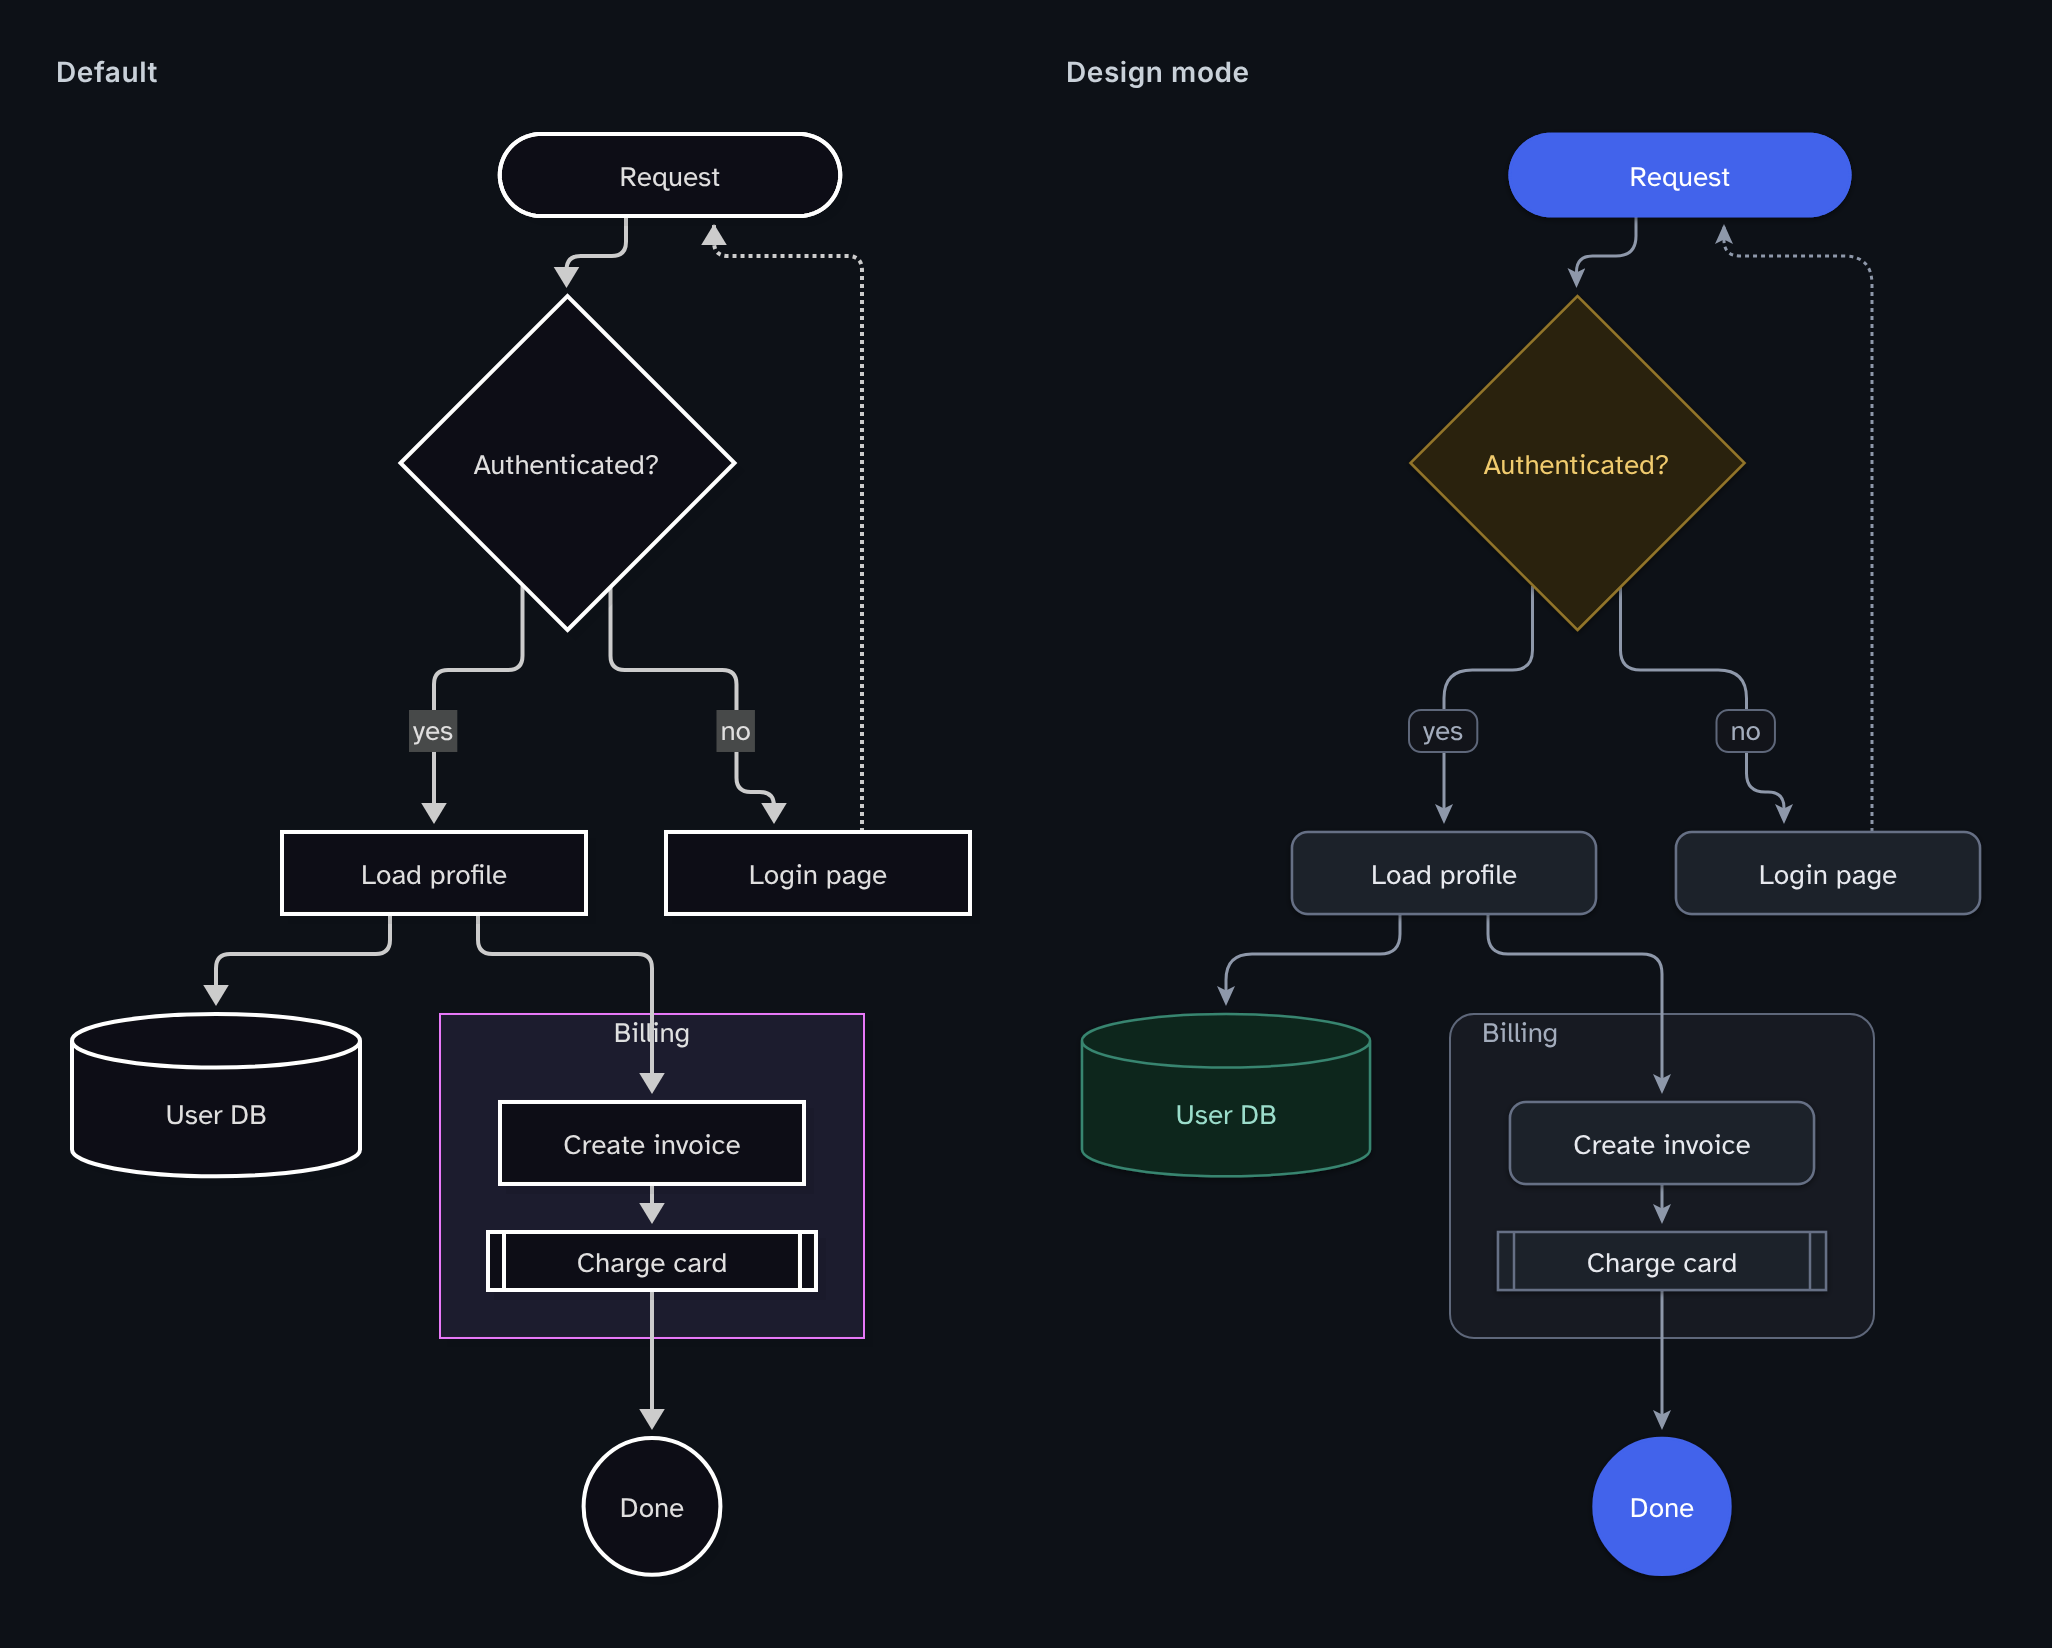 Default
Request
Authenticated?
yes
no
Load profile
Login page
User DB
Billing
Create invoice
Charge card
Done
Design mode
Request
Authenticated?
yes
no
Load profile
Login page
User DB
Billing
Create invoice
Charge card
Done